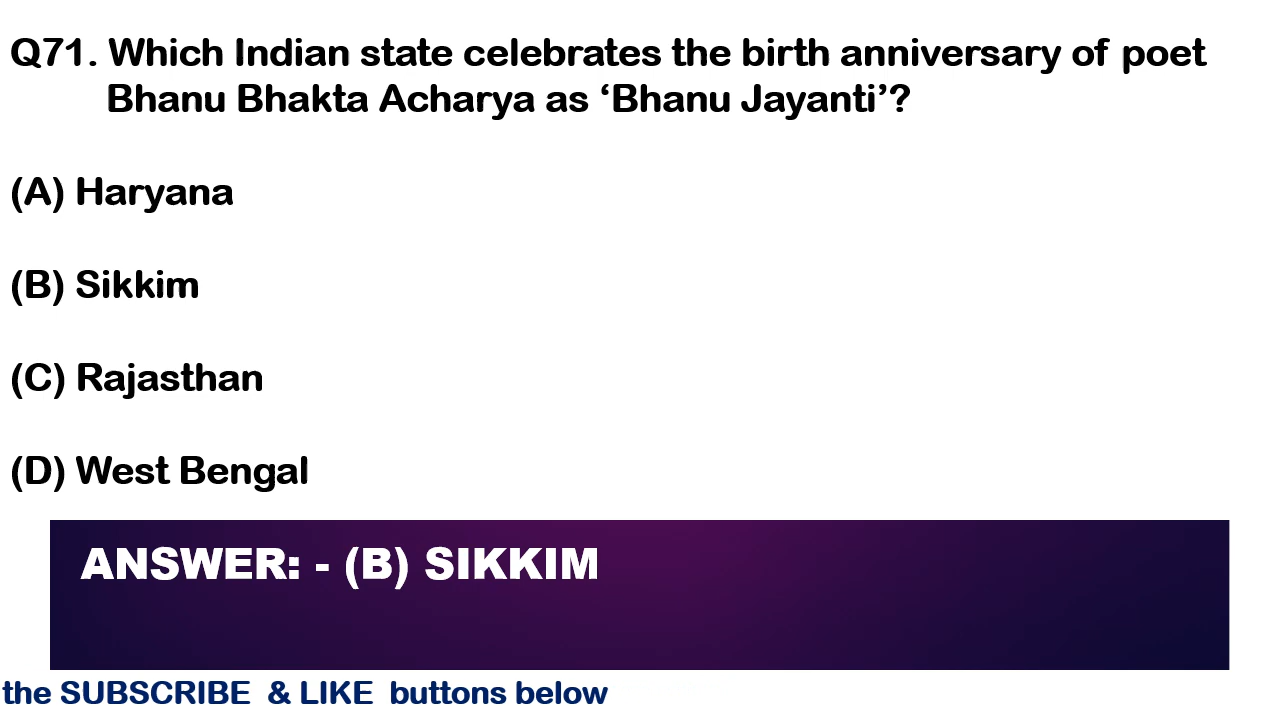 Q71. Which Indian state celebrates the birth anniversary of poet
Bhanu Bhakta Acharya as ‘Bhanu Jayanti’?
(A) Haryana
(B) Sikkim
(C) Rajasthan
(D) West Bengal
ANSWER: - (B) SIKKIM
the SUBSCRIBE & LIKE buttons below